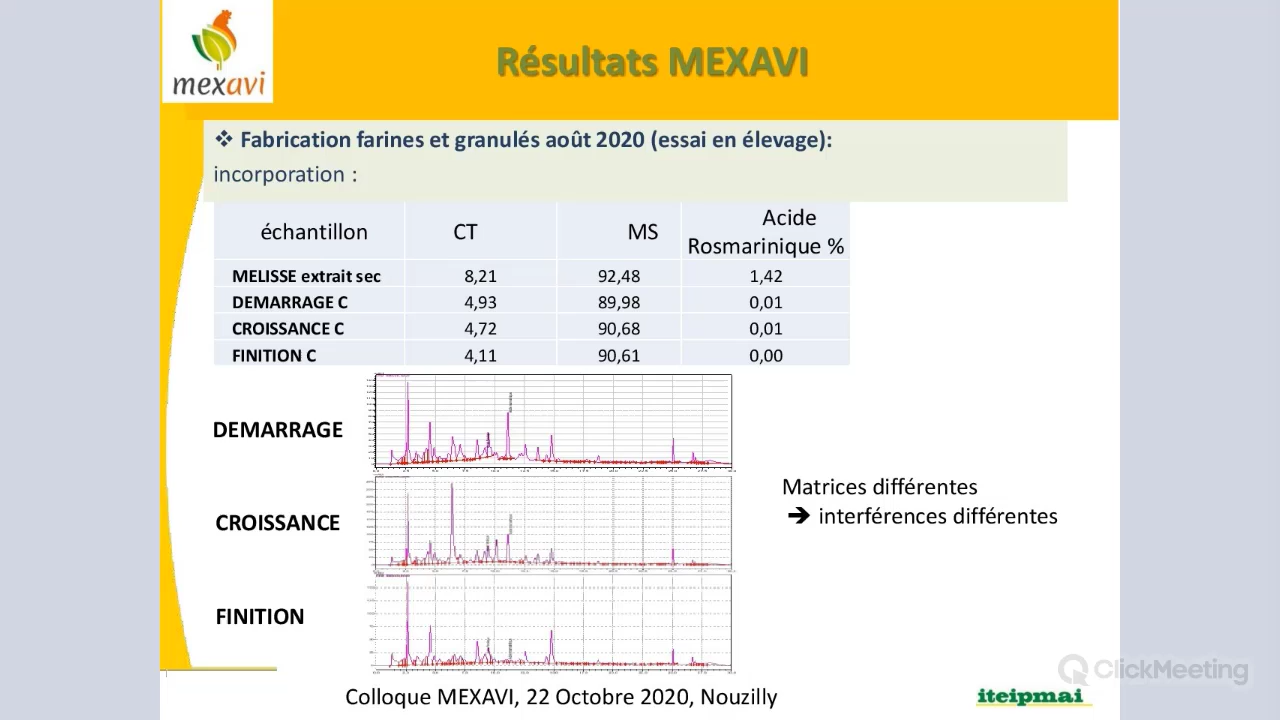 mexavi
Résultats MEXAVI
❖ Fabrication farines et granulés août 2020 (essai en élevage):
incorporation :
échantillon CT MS Acide Rosmarinique %
MELISSE extrait sec 8,21 92,48 1,42
DEMARRAGE C 4,93 89,98 0,01
CROISSANCE C 4,72 90,68 0,01
FINITION C 4,11 90,61 0,00
DEMARRAGE
CROISSANCE
FINITION
Matrices différentes
➔ interférences différentes
Colloque MEXAVI, 22 Octobre 2020, Nouzilly
iteipmai
ClickMeeting